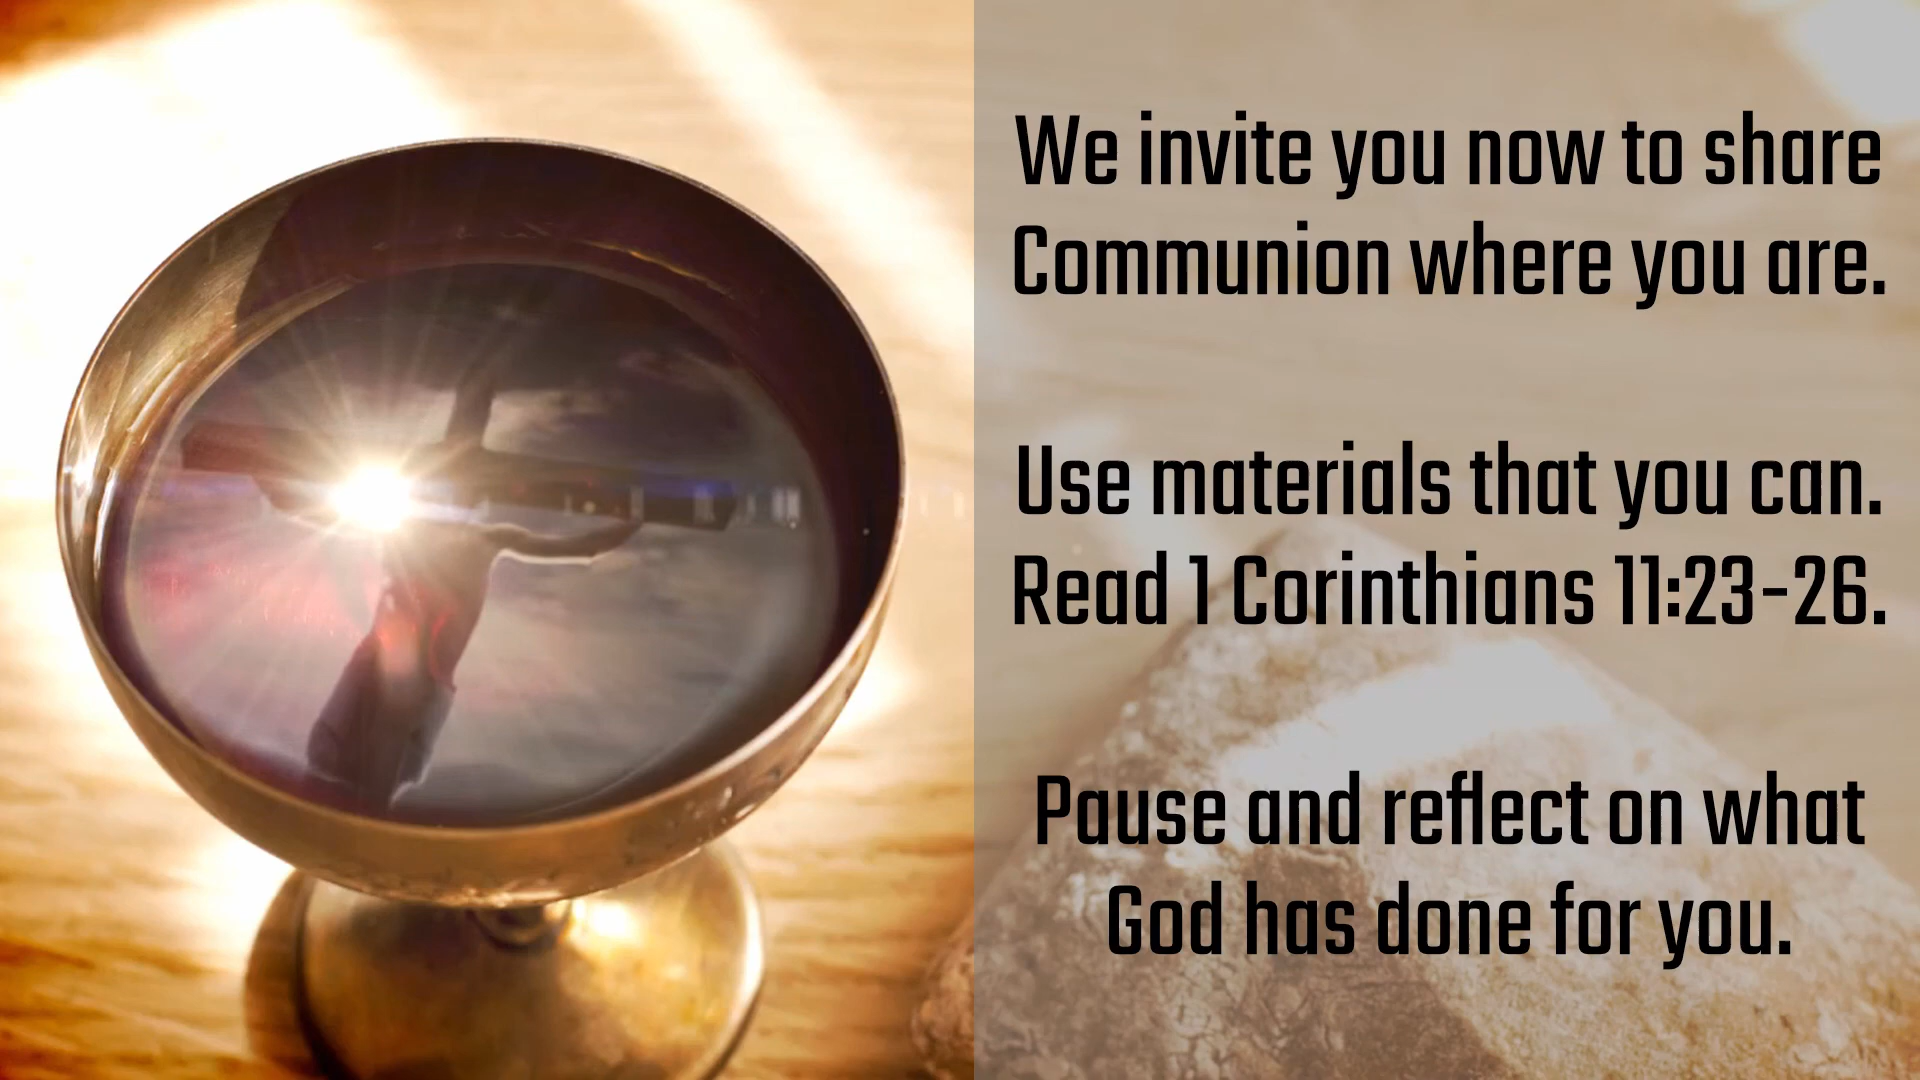 We invite you now to share
Communion where you are.
Use materials that you can.
Read 1 Corinthians 11:23-26.
Pause and reflect on what
God has done for you.